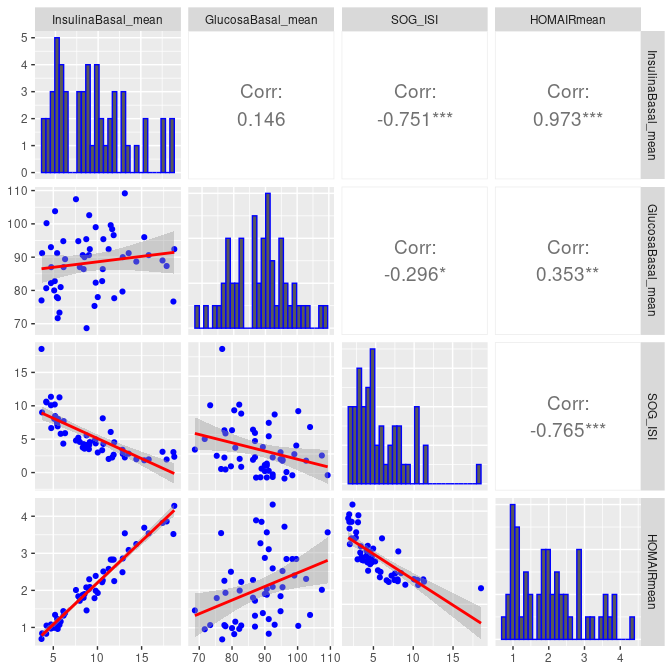 InsulinaBasal_mean GlucosaBasal_mean SOG_ISI HOMAIRmean
5
4
3
2
1
0
Corr:
0.146
Corr:
-0.751***
Corr:
0.973***
InsulinaBasal_mean
110
100
90
80
70
Corr:
-0.296*
Corr:
0.353**
GlucosaBasal_mean
15
10
5
0
Corr:
-0.765***
SOG_ISI
4
3
2
1
HOMAIRmean
5 10 15 70 80 90 100 110 5 10 15 1 2 3 4